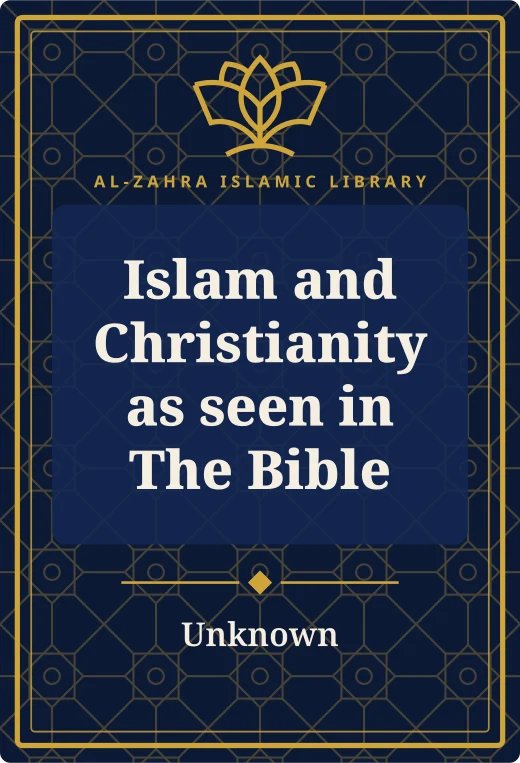 AL-ZAHRA ISLAMIC LIBRARY
Islam and
Christianity
as seen in
The Bible
Unknown